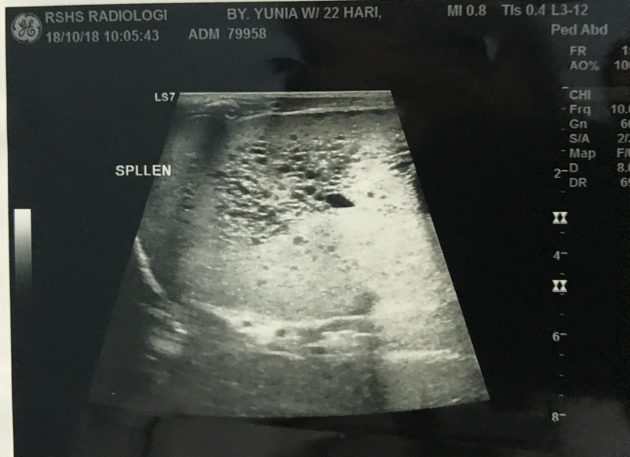 RSHS RADIOLOGI BY. YUNIA W/ 22 HARI, MI 0.8 TIs 0.4 L3-12
18/10/18 10:05:43 ADM 79958 Ped Abd
FR
AO%
LS7
CHI
Frq
Gn
S/A
SPLLEN
Map
2
D
DR
4
6
8